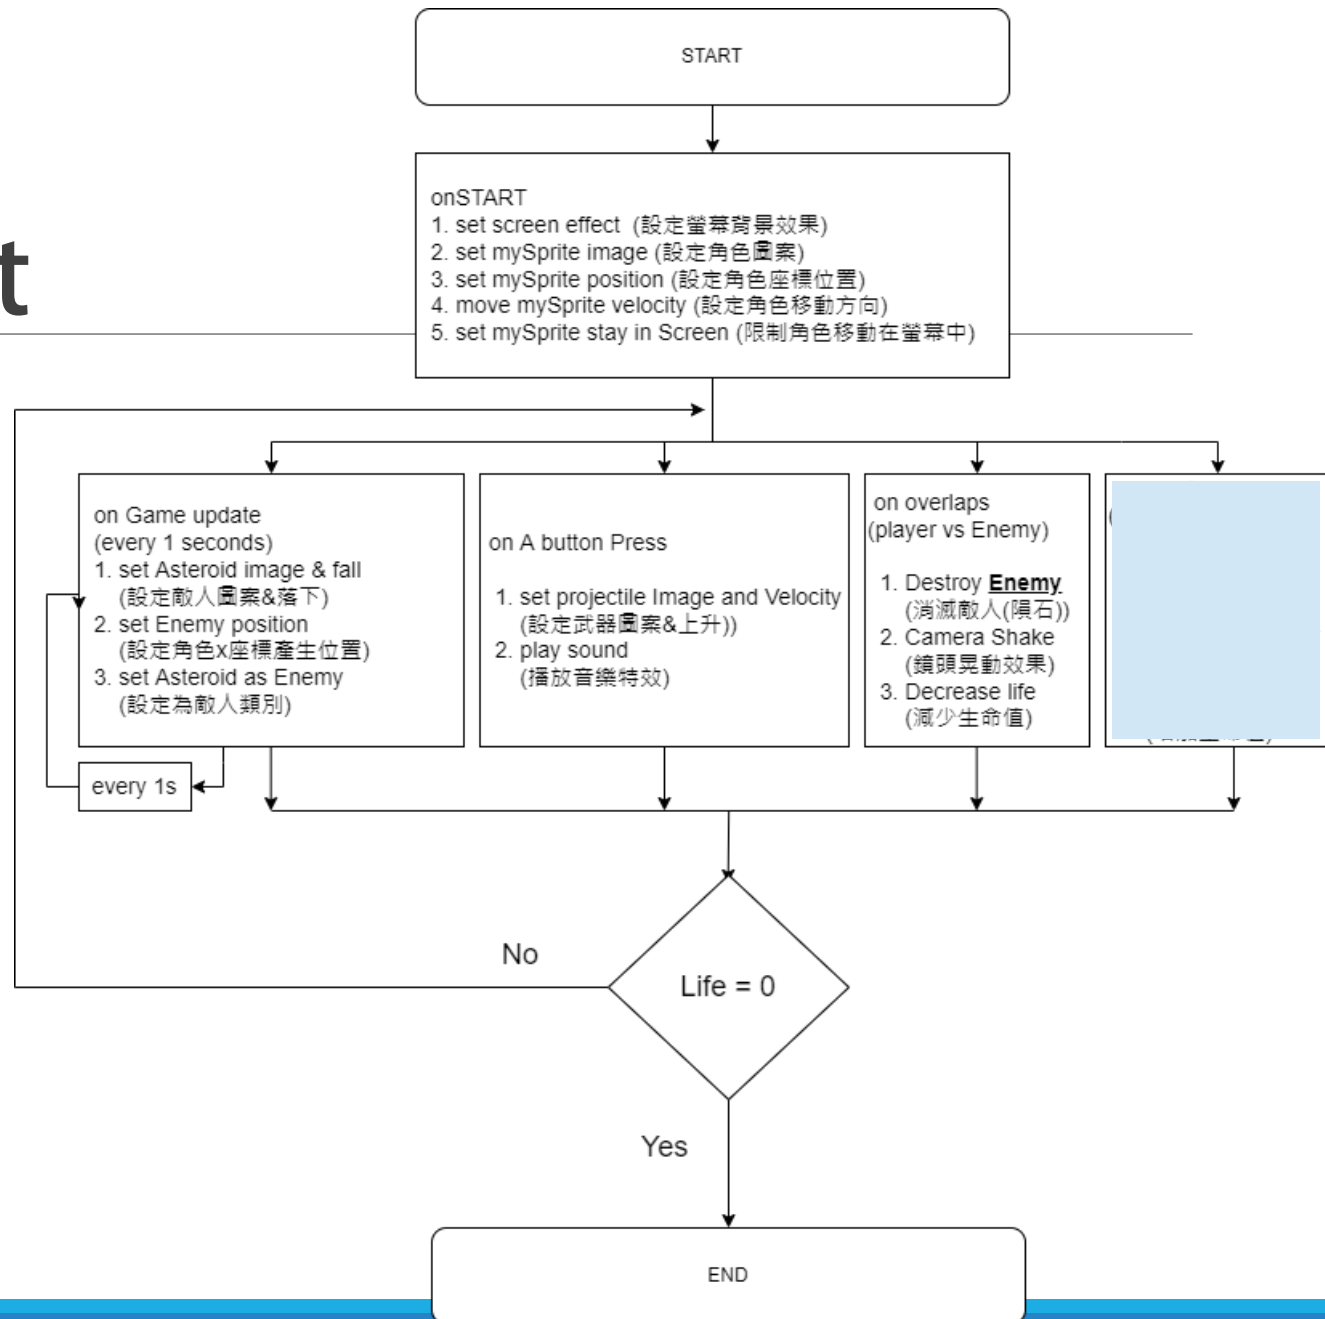 START
onSTART
1. set screen effect (設定螢幕背景效果)
2. set mySprite image (設定角色圖案)
3. set mySprite position (設定角色座標位置)
4. move mySprite velocity (設定角色移動方向)
5. set mySprite stay in Screen (限制角色移動在螢幕中)
t
on Game update
(every 1 seconds)
1. set Asteroid image & fall
(設定敵人圖案&落下)
2. set Enemy position
(設定角色x座標產生位置)
3. set Asteroid as Enemy
(設定為敵人類別)
every 1s
on A button Press
1. set projectile Image and Velocity
(設定武器圖案&上升))
2. play sound
(播放音樂特效)
on overlaps
(player vs Enemy)
1. Destroy Enemy
(消滅敵人(隕石))
2. Camera Shake
(鏡頭晃動效果)
3. Decrease life
(減少生命值)
No
Life = 0
Yes
END